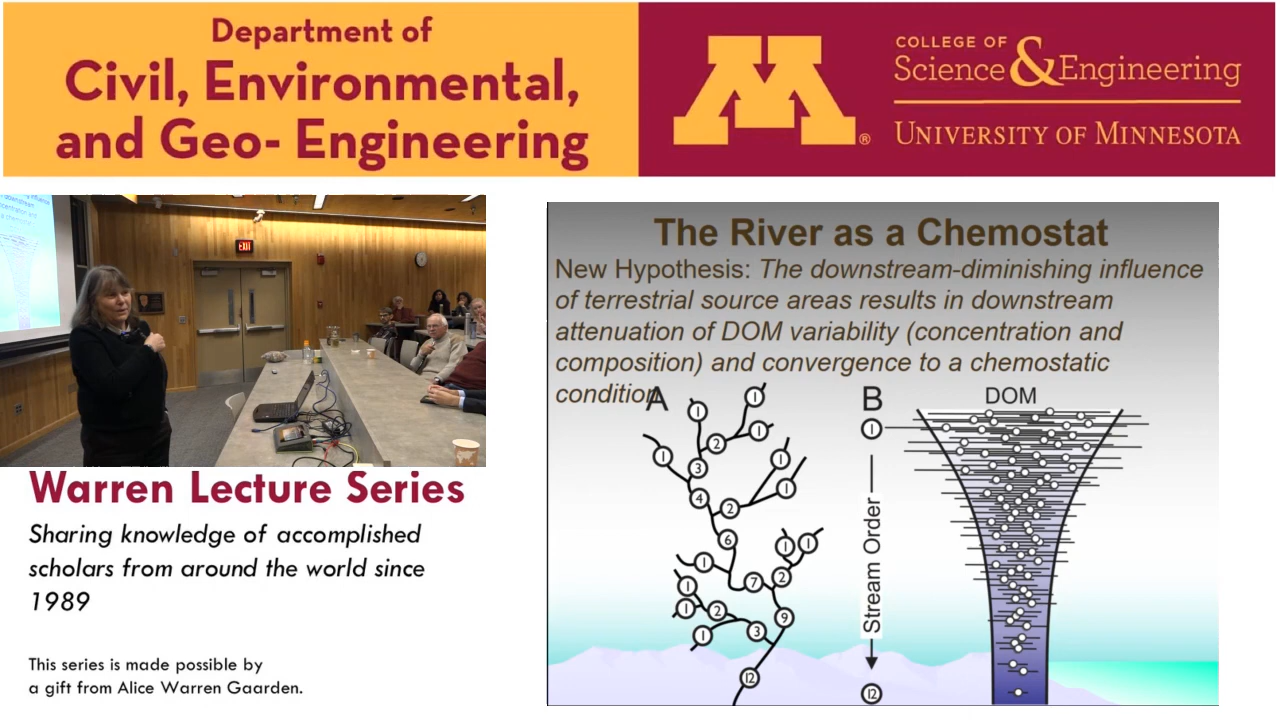 Department of
Civil, Environmental,
and Geo- Engineering
M®
COLLEGE OF
Science & Engineering
UNIVERSITY OF MINNESOTA
EXIT
Warren Lecture Series
Sharing knowledge of accomplished
scholars from around the world since
1989
This series is made possible by
a gift from Alice Warren Gaarden.
The River as a Chemostat
New Hypothesis: The downstream-diminishing influence
of terrestrial source areas results in downstream
attenuation of DOM variability (concentration and
composition) and convergence to a chemostatic
condition
A
1
1
2
1
1
3
1
4
2
1
6
1
1
1
7
2
1
1
2
9
1
3
12
B
1
Stream Order
12
DOM